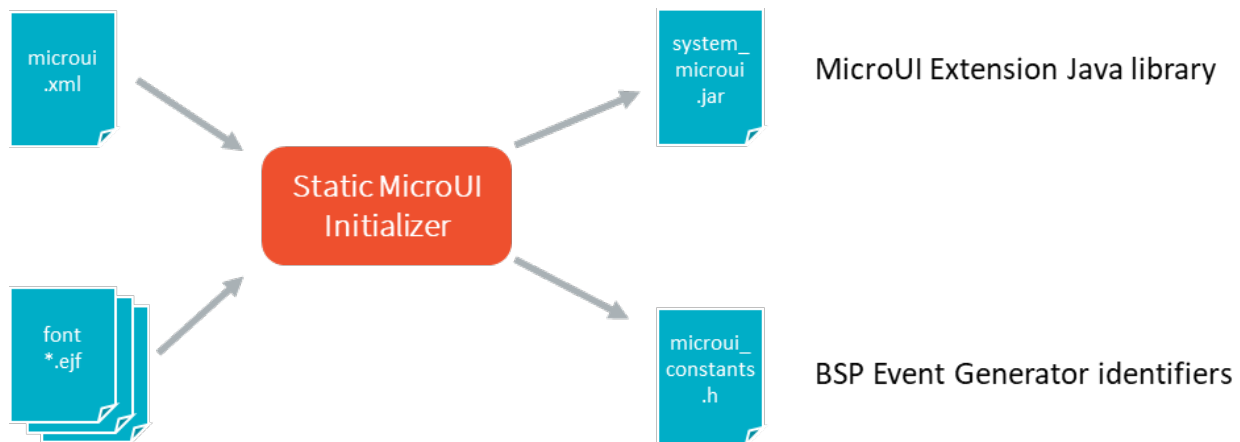 microui
.xml
system_
microui
.jar
MicroUI Extension Java library
Static MicroUI
Initializer
font
*.ejf
microui_
constants
.h
BSP Event Generator identifiers